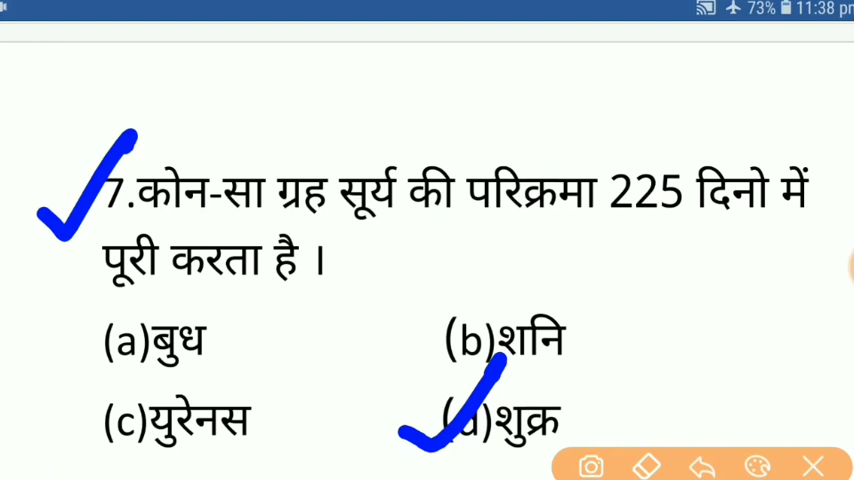 73% 11:38 pm
7.कोन-सा ग्रह सूर्य की परिक्रमा 225 दिनो में
पूरी करता है ।
(a)बुध (b)शनि
(c)युरेनस (d)शुक्र